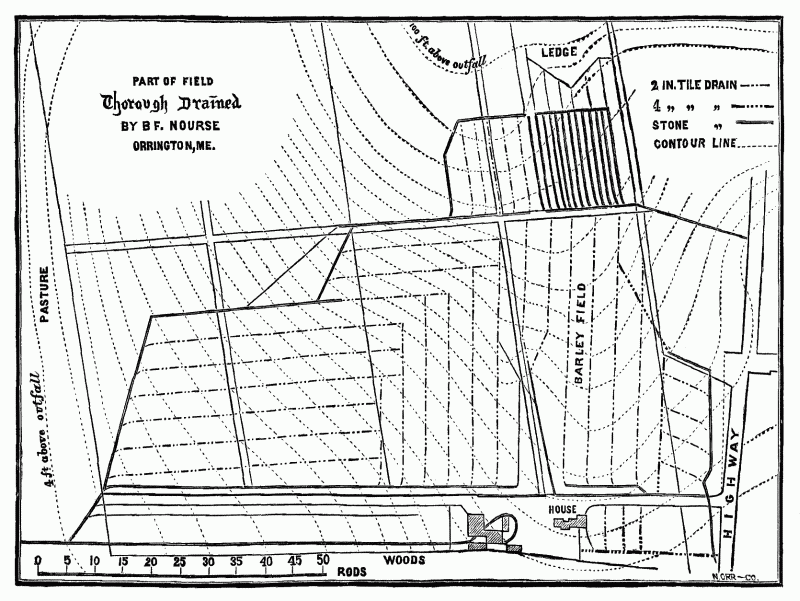 PART OF FIELD
Thorough Drained
BY B F. NOURSE
ORRINGTON, ME.
100 ft. above outfall
LEDGE
2 IN. TILE DRAIN
4 „ „ „
STONE „
CONTOUR LINE
PASTURE
4 ft above outfall
BARLEY FIELD
HIGHWAY
HOUSE
WOODS
0 5 10 15 20 25 30 35 40 45 50
RODS
N. ORR—CO.